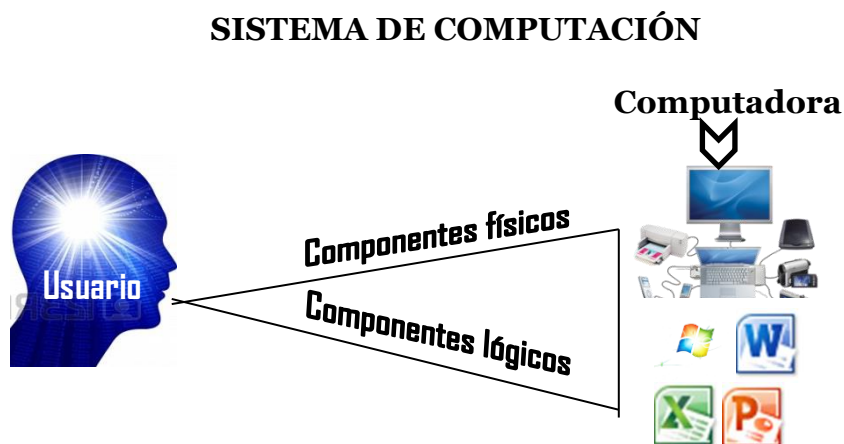 SISTEMA DE COMPUTACIÓN
Computadora
Componentes físicos
Usuario
Componentes lógicos
W
X
P